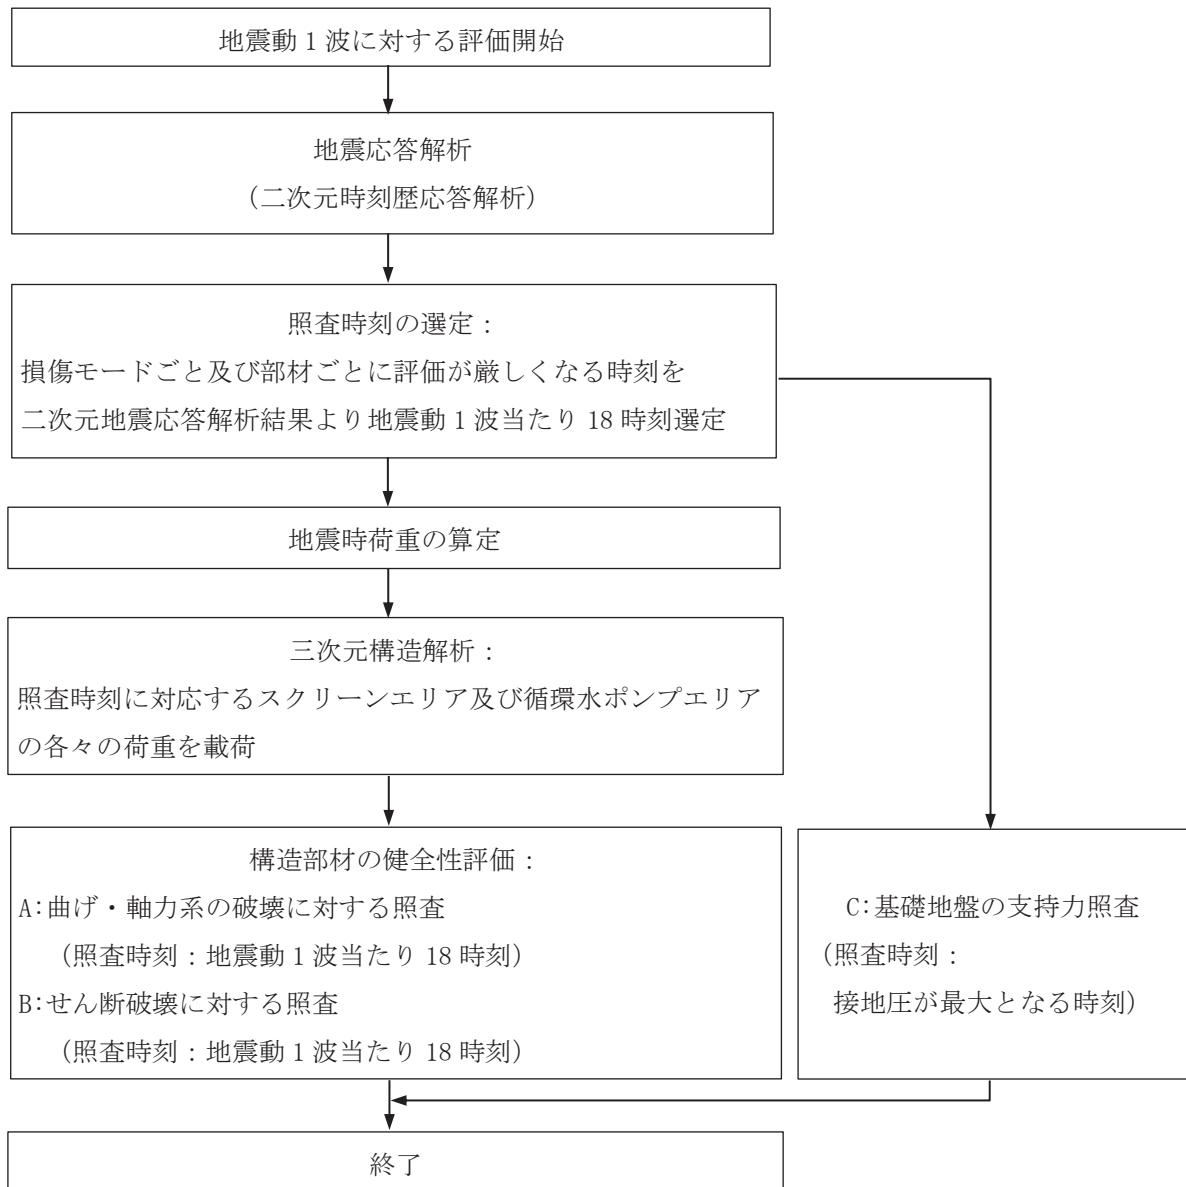 地震動1波に対する評価開始
地震応答解析
(二次元時刻歴応答解析)
照査時刻の選定:
損傷モードごと及び部材ごとに評価が厳しくなる時刻を
二次元地震応答解析結果より地震動1波当たり18時刻選定
地震時荷重の算定
三次元構造解析:
照査時刻に対応するスクリーンエリア及び循環水ポンプエリア
の各々の荷重を載荷
構造部材の健全性評価:
A:曲げ・軸力系の破壊に対する照査
(照査時刻:地震動1波当たり18時刻)
B:せん断破壊に対する照査
(照査時刻:地震動1波当たり18時刻)
C:基礎地盤の支持力照査
(照査時刻:
接地圧が最大となる時刻)
終了